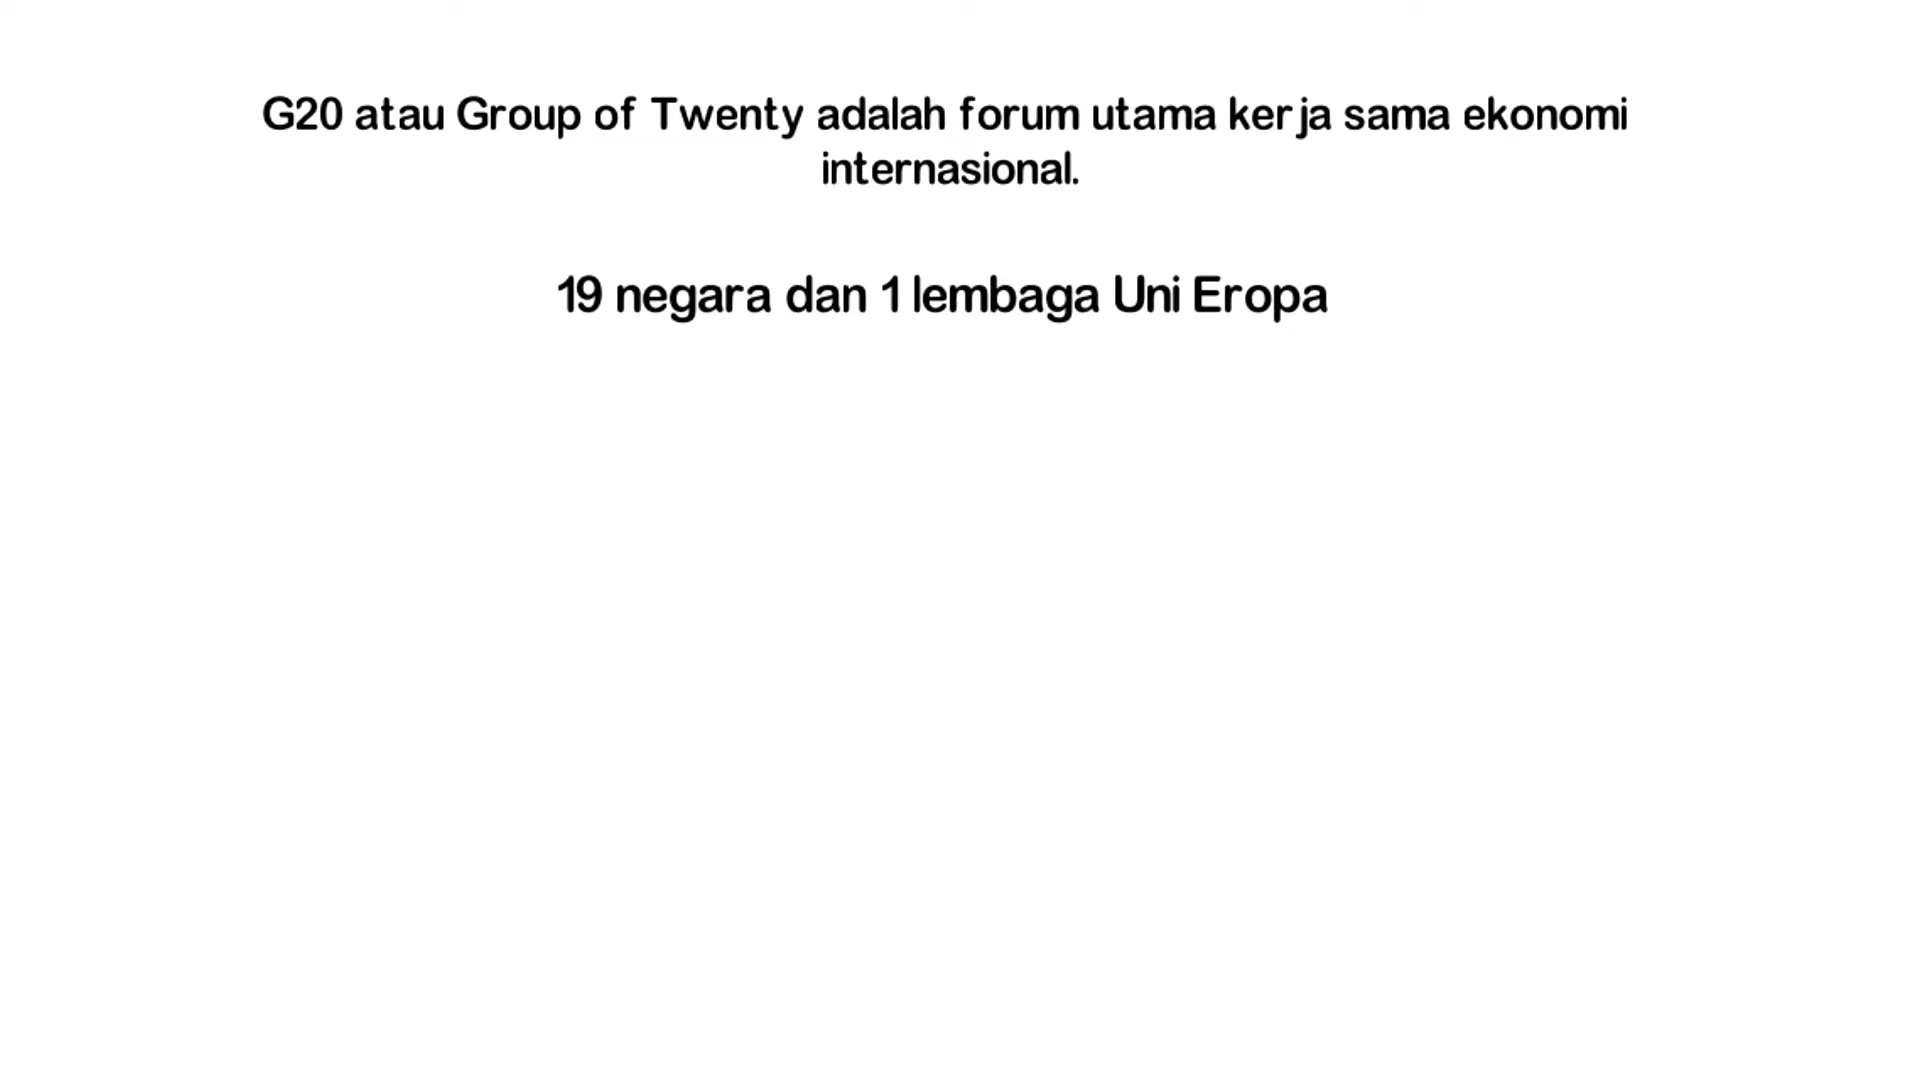 G20 atau Group of Twenty adalah forum utama kerja sama ekonomi
internasional.
19 negara dan 1 lembaga Uni Eropa